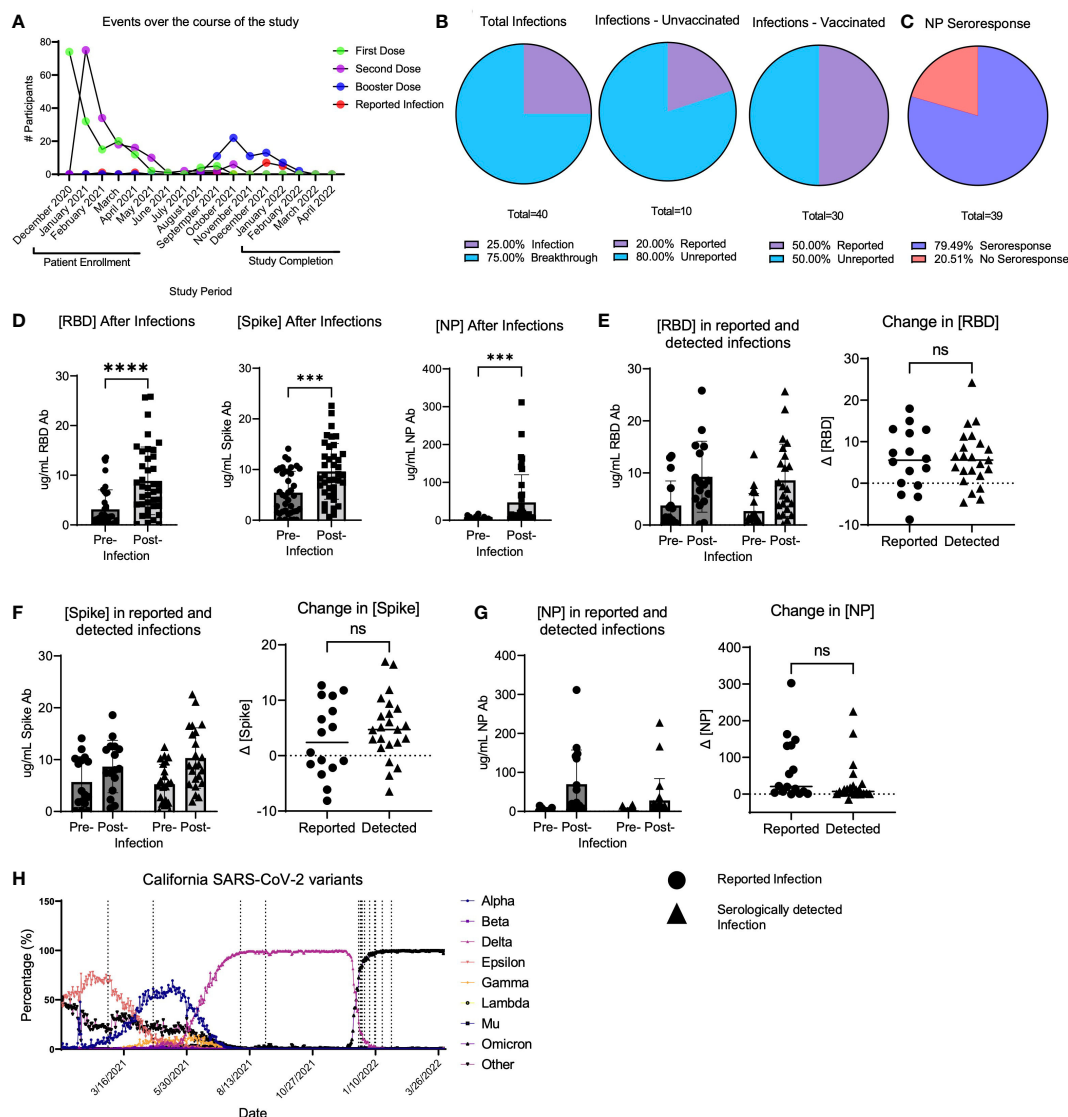 A
Events over the course of the study
# Participants
80
60
40
20
0
First Dose
Second Dose
Booster Dose
Reported Infection
December 2020
January 2021
February 2021
March
April 2021
May 2021
June 2021
July 2021
August 2021
Septempter 2021
October 2021
November 2021
December 2021
January 2022
February 2022
March 2022
April 2022
Patient Enrollment
Study Completion
Study Period
B
Total Infections
Total=40
25.00% Infection
75.00% Breakthrough
Infections - Unvaccinated
Total=10
20.00% Reported
80.00% Unreported
Infections - Vaccinated
Total=30
50.00% Reported
50.00% Unreported
C
NP Seroresponse
Total=39
79.49% Seroresponse
20.51% No Seroresponse
D
[RBD] After Infections
ug/mL RBD Ab
30
20
10
0
****
Pre- Post-
Infection
[Spike] After Infections
ug/mL Spike Ab
30
20
10
0
***
Pre- Post-
Infection
[NP] After Infections
ug/mL NP Ab
400
300
200
100
0
***
Pre- Post-
Infection
E
[RBD] in reported and
detected infections
ug/mL RBD Ab
30
20
10
0
Pre- Post- Pre- Post-
Infection
Change in [RBD]
Δ [RBD]
30
20
10
0
-10
ns
Reported Detected
F
[Spike] in reported and
detected infections
ug/mL Spike Ab
30
20
10
0
Pre- Post- Pre- Post-
Infection
Change in [Spike]
Δ [Spike]
20
10
0
-10
ns
Reported Detected
G
[NP] in reported and
detected infections
ug/mL NP Ab
400
300
200
100
0
Pre- Post- Pre- Post-
Infection
Change in [NP]
Δ [NP]
400
300
200
100
0
ns
Reported Detected
H
California SARS-CoV-2 variants
Percentage (%)
150
100
50
0
3/16/2021
5/30/2021
8/13/2021
10/27/2021
1/10/2022
3/26/2022
Date
Alpha
Beta
Delta
Epsilon
Gamma
Lambda
Mu
Omicron
Other
Reported Infection
Serologically detected
Infection